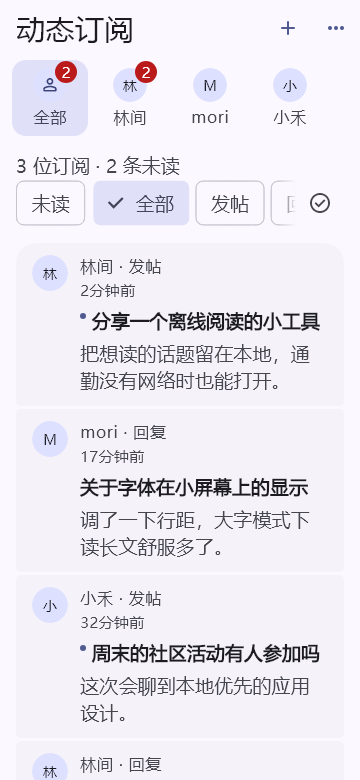 动态订阅
2
2
林
M
小
全部
林间
mori
小禾
3 位订阅 · 2 条未读
未读
全部
发帖
林
林间 · 发帖
2分钟前
分享一个离线阅读的小工具
把想读的话题留在本地，通
勤没有网络时也能打开。
M
mori · 回复
17分钟前
关于字体在小屏幕上的显示
调了一下行距，大字模式下
读长文舒服多了。
小
小禾 · 发帖
32分钟前
周末的社区活动有人参加吗
这次会聊到本地优先的应用
设计。
林
林间 · 回复